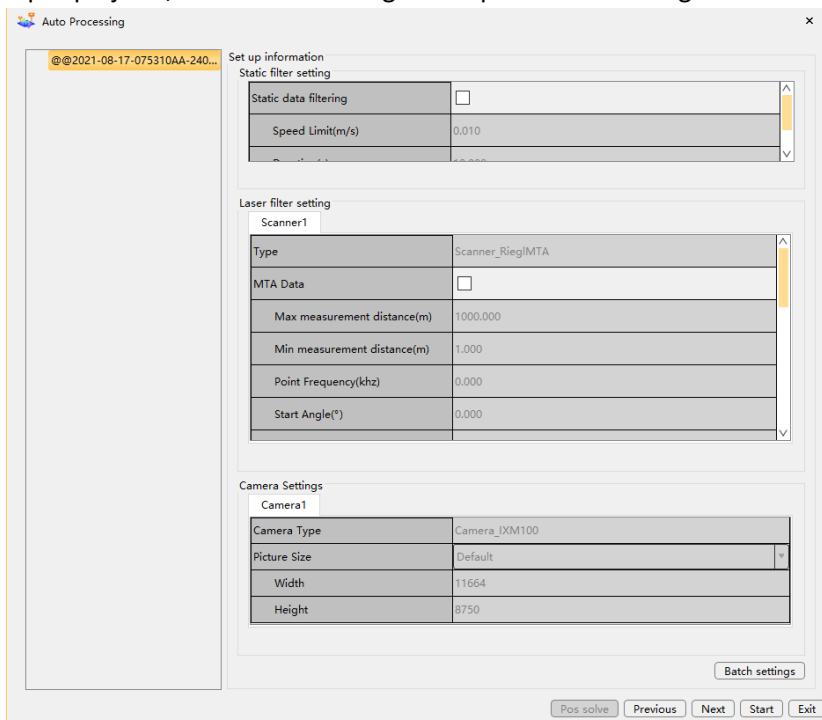 Auto Processing
×
@@2021-08-17-075310AA-240...
Set up information
Static filter setting
Static data filtering
Speed Limit(m/s) 0.010
Laser filter setting
Scanner1
Type Scanner_RieglMTA
MTA Data
Max measurement distance(m) 1000.000
Min measurement distance(m) 1.000
Point Frequency(khz) 0.000
Start Angle(°) 0.000
Camera Settings
Camera1
Camera Type Camera_IXM100
Picture Size Default
Width 11664
Height 8750
Batch settings
Pos solve Previous Next Start Exit